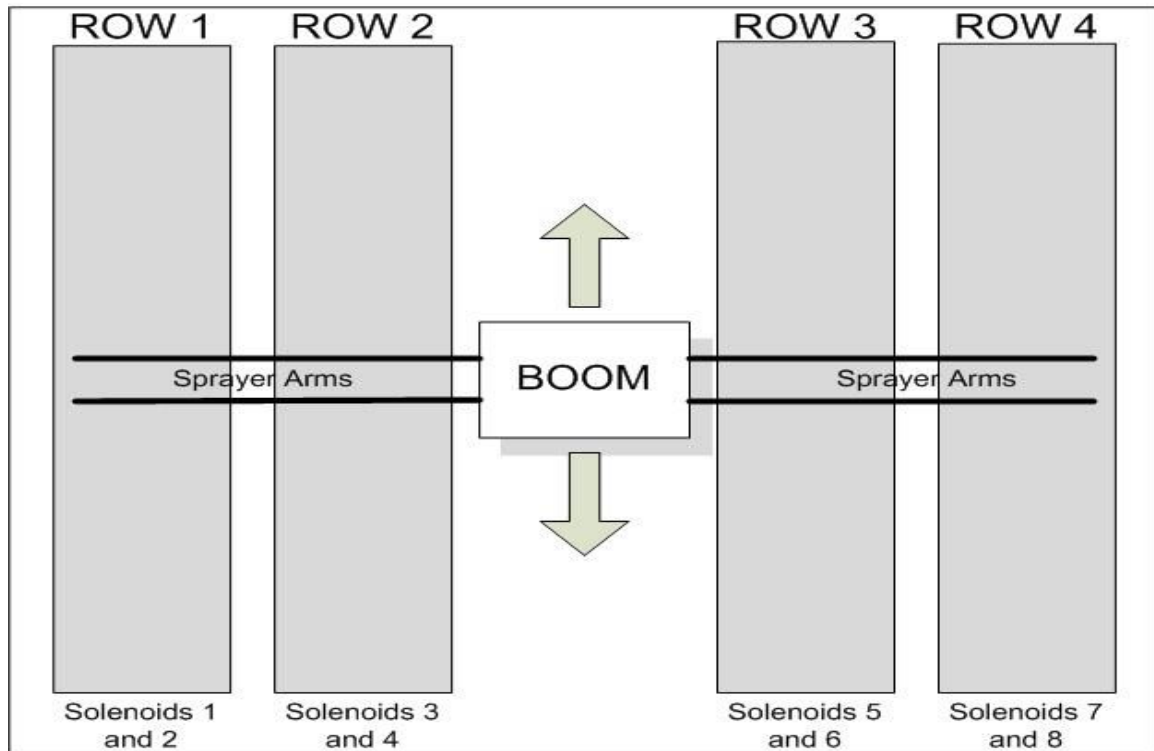 ROW 1
ROW 2
ROW 3
ROW 4
Sprayer Arms
BOOM
Sprayer Arms
Solenoids 1
and 2
Solenoids 3
and 4
Solenoids 5
and 6
Solenoids 7
and 8